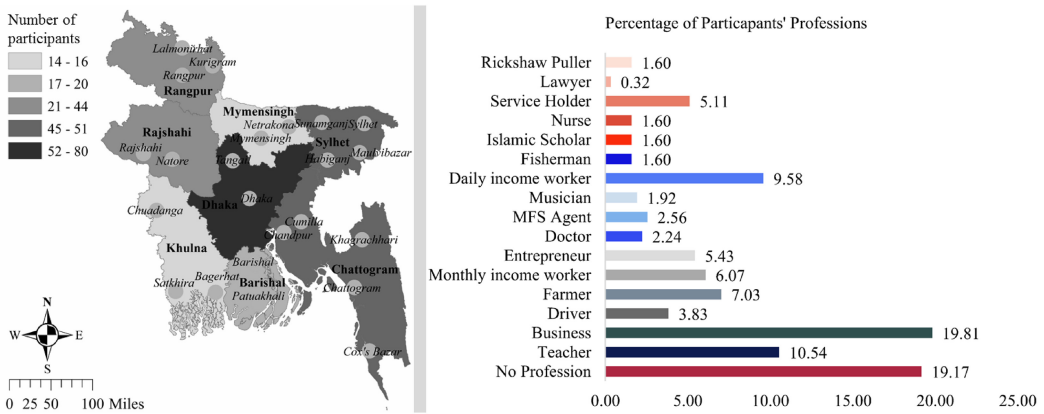 Number of
participants
14 - 16
17 - 20
21 - 44
45 - 51
52 - 80
Lalmonirhat
Kurigram
Rangpur
Rangpur
Mymensingh
Netrakona
Sunamganj
Sylhet
Mymensingh
Rajshahi
Sylhet
Rajshahi
Natore
Tangail
Habiganj
Maulvibazar
Dhaka
Dhaka
Chuadanga
Cumilla
Chandpur
Khagrachhari
Khulna
Barishal
Chattogram
Satkhira
Bagerhat
Barishal
Patuakhali
Chattogram
Cox's Bazar
N
W
E
S
0 25 50 100 Miles
Percentage of Particapants' Professions
Rickshaw Puller 1.60
Lawyer 0.32
Service Holder 5.11
Nurse 1.60
Islamic Scholar 1.60
Fisherman 1.60
Daily income worker 9.58
Musician 1.92
MFS Agent 2.56
Doctor 2.24
Entrepreneur 5.43
Monthly income worker 6.07
Farmer 7.03
Driver 3.83
Business 19.81
Teacher 10.54
No Profession 19.17
0.00 5.00 10.00 15.00 20.00 25.00